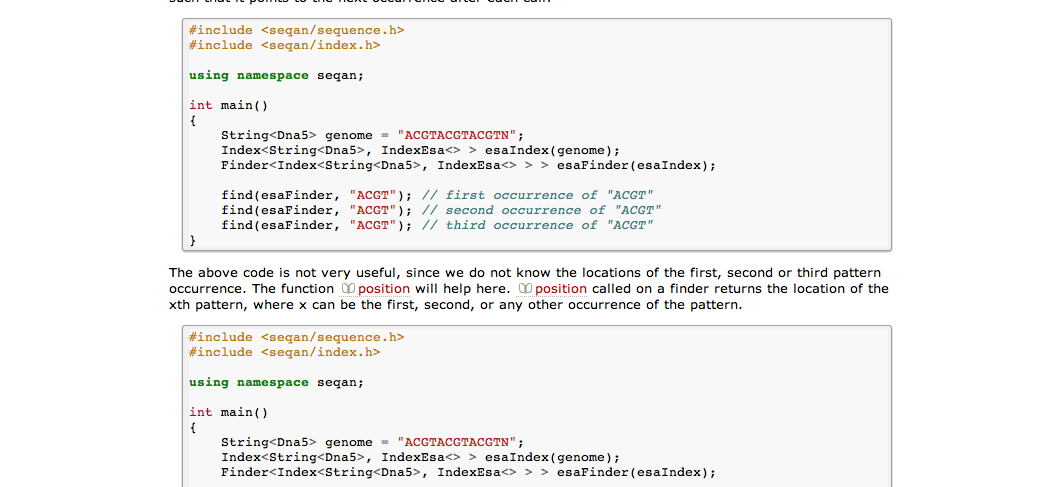 #include <seqan/sequence.h>
#include <seqan/index.h>
using namespace seqan;
int main()
{
    String<Dna5> genome = "ACGTACGTACGTN";
    Index<String<Dna5>, IndexEsa<> > esaIndex(genome);
    Finder<Index<String<Dna5>, IndexEsa<> > > esaFinder(esaIndex);
    find(esaFinder, "ACGT"); // first occurrence of "ACGT"
    find(esaFinder, "ACGT"); // second occurrence of "ACGT"
    find(esaFinder, "ACGT"); // third occurrence of "ACGT"
}
The above code is not very useful, since we do not know the locations of the first, second or third pattern
occurrence. The function position will help here. position called on a finder returns the location of the
xth pattern, where x can be the first, second, or any other occurrence of the pattern.
#include <seqan/sequence.h>
#include <seqan/index.h>
using namespace seqan;
int main()
{
    String<Dna5> genome = "ACGTACGTACGTN";
    Index<String<Dna5>, IndexEsa<> > esaIndex(genome);
    Finder<Index<String<Dna5>, IndexEsa<> > > esaFinder(esaIndex);